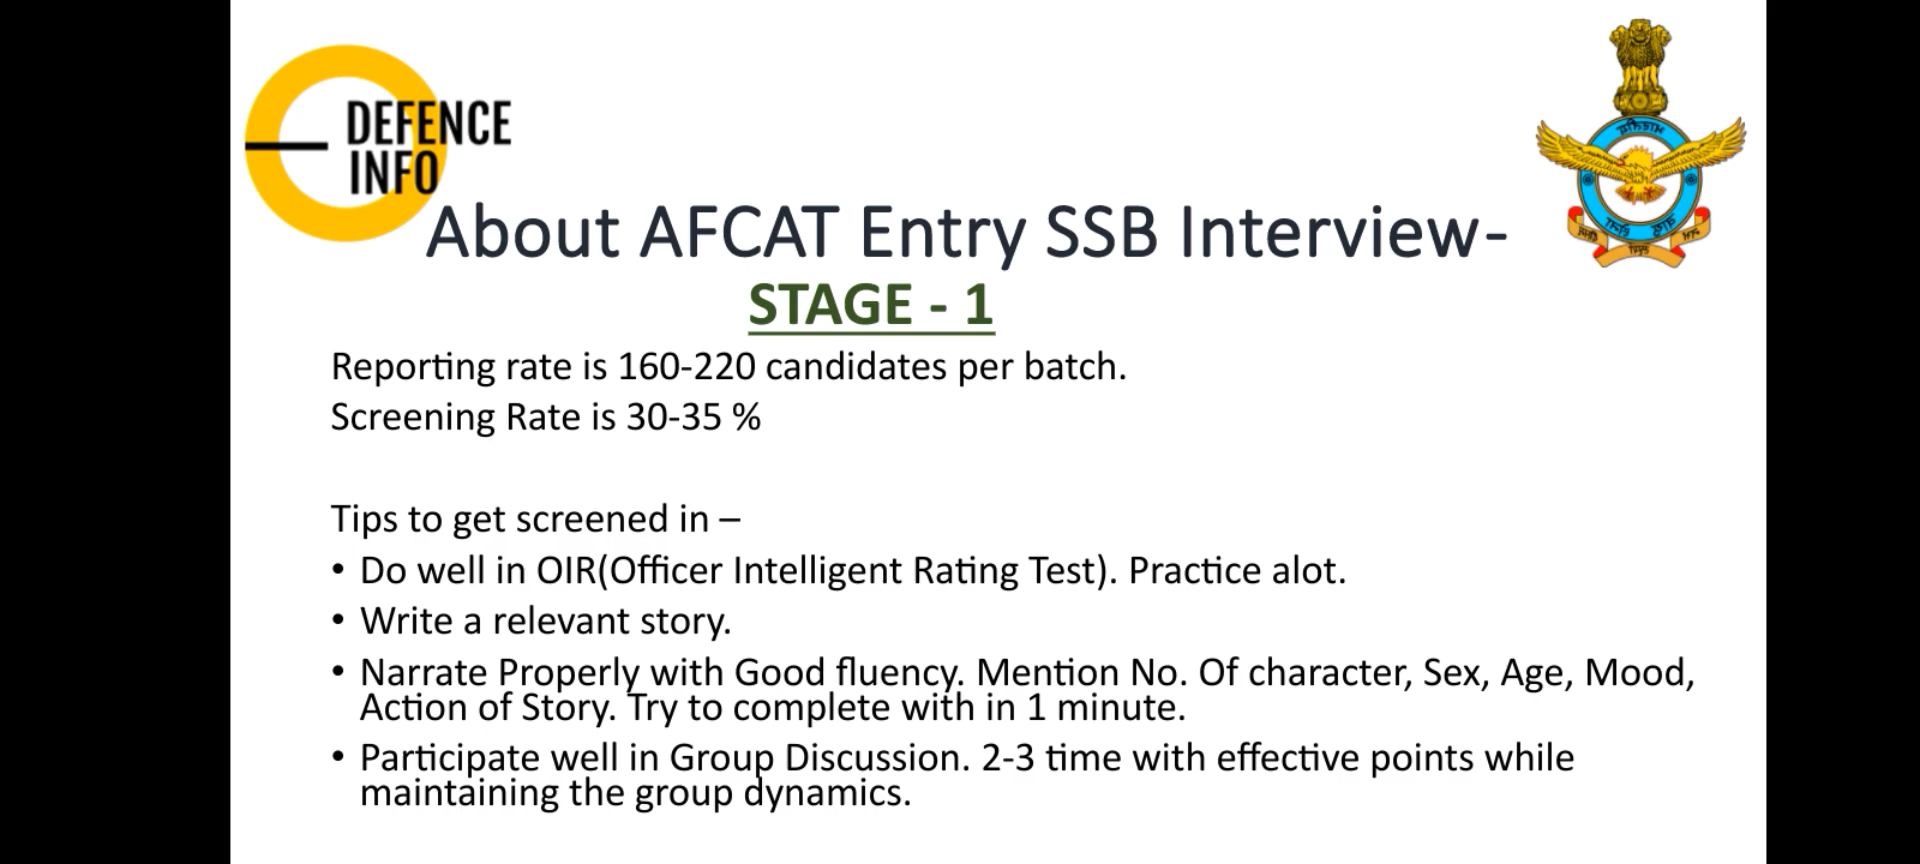 DEFENCE
INFO
About AFCAT Entry SSB Interview-
STAGE - 1
Reporting rate is 160-220 candidates per batch.
Screening Rate is 30-35 %
Tips to get screened in –
• Do well in OIR(Officer Intelligent Rating Test). Practice alot.
• Write a relevant story.
• Narrate Properly with Good fluency. Mention No. Of character, Sex, Age, Mood,
Action of Story. Try to complete with in 1 minute.
• Participate well in Group Discussion. 2-3 time with effective points while
maintaining the group dynamics.